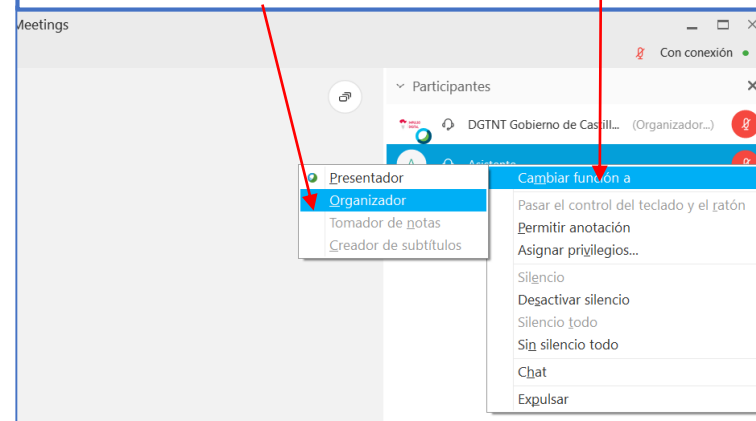 Meetings
Con conexión
Participantes
DGTNT Gobierno de Castill... (Organizador...)
A Asistente
Presentador
Organizador
Tomador de notas
Creador de subtítulos
Cambiar función a
Pasar el control del teclado y el ratón
Permitir anotación
Asignar privilegios...
Silencio
Desactivar silencio
Silencio todo
Sin silencio todo
Chat
Expulsar